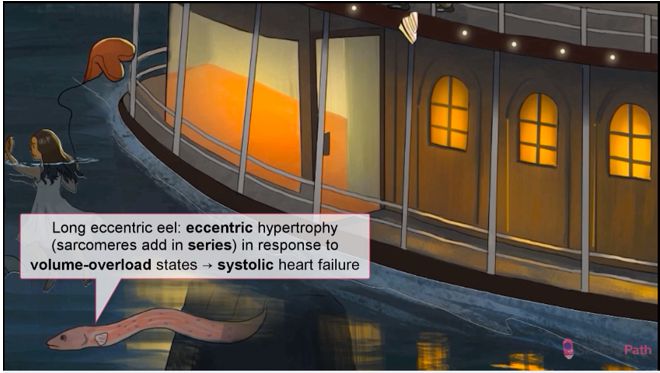 Long eccentric eel: eccentric hypertrophy
(sarcomeres add in series) in response to
volume-overload states → systolic heart failure
Path